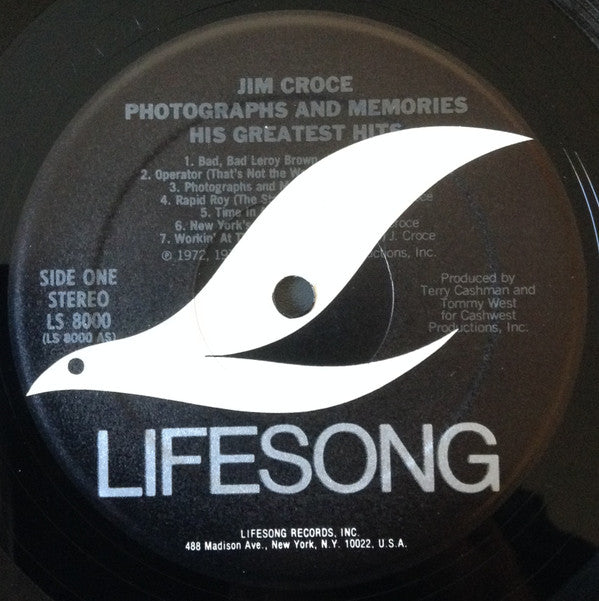 JIM CROCE
PHOTOGRAPHS AND MEMORIES
HIS GREATEST HITS
1. Bad, Bad Leroy Brown
2. Operator (That's Not the
3. Photographs and
4. Rapid Roy (The
5. Time in
6. New York's Croce
7. Workin' At J. Croce
℗ 1972, Inc.
SIDE ONE
STEREO
LS 8000
(LS 8000 AS)
Produced by
Terry Cashman and
Tommy West
for Cashwest
Productions, Inc.
LIFESONG
LIFESONG RECORDS, INC.
488 Madison Ave., New York, N.Y. 10022, U.S.A.